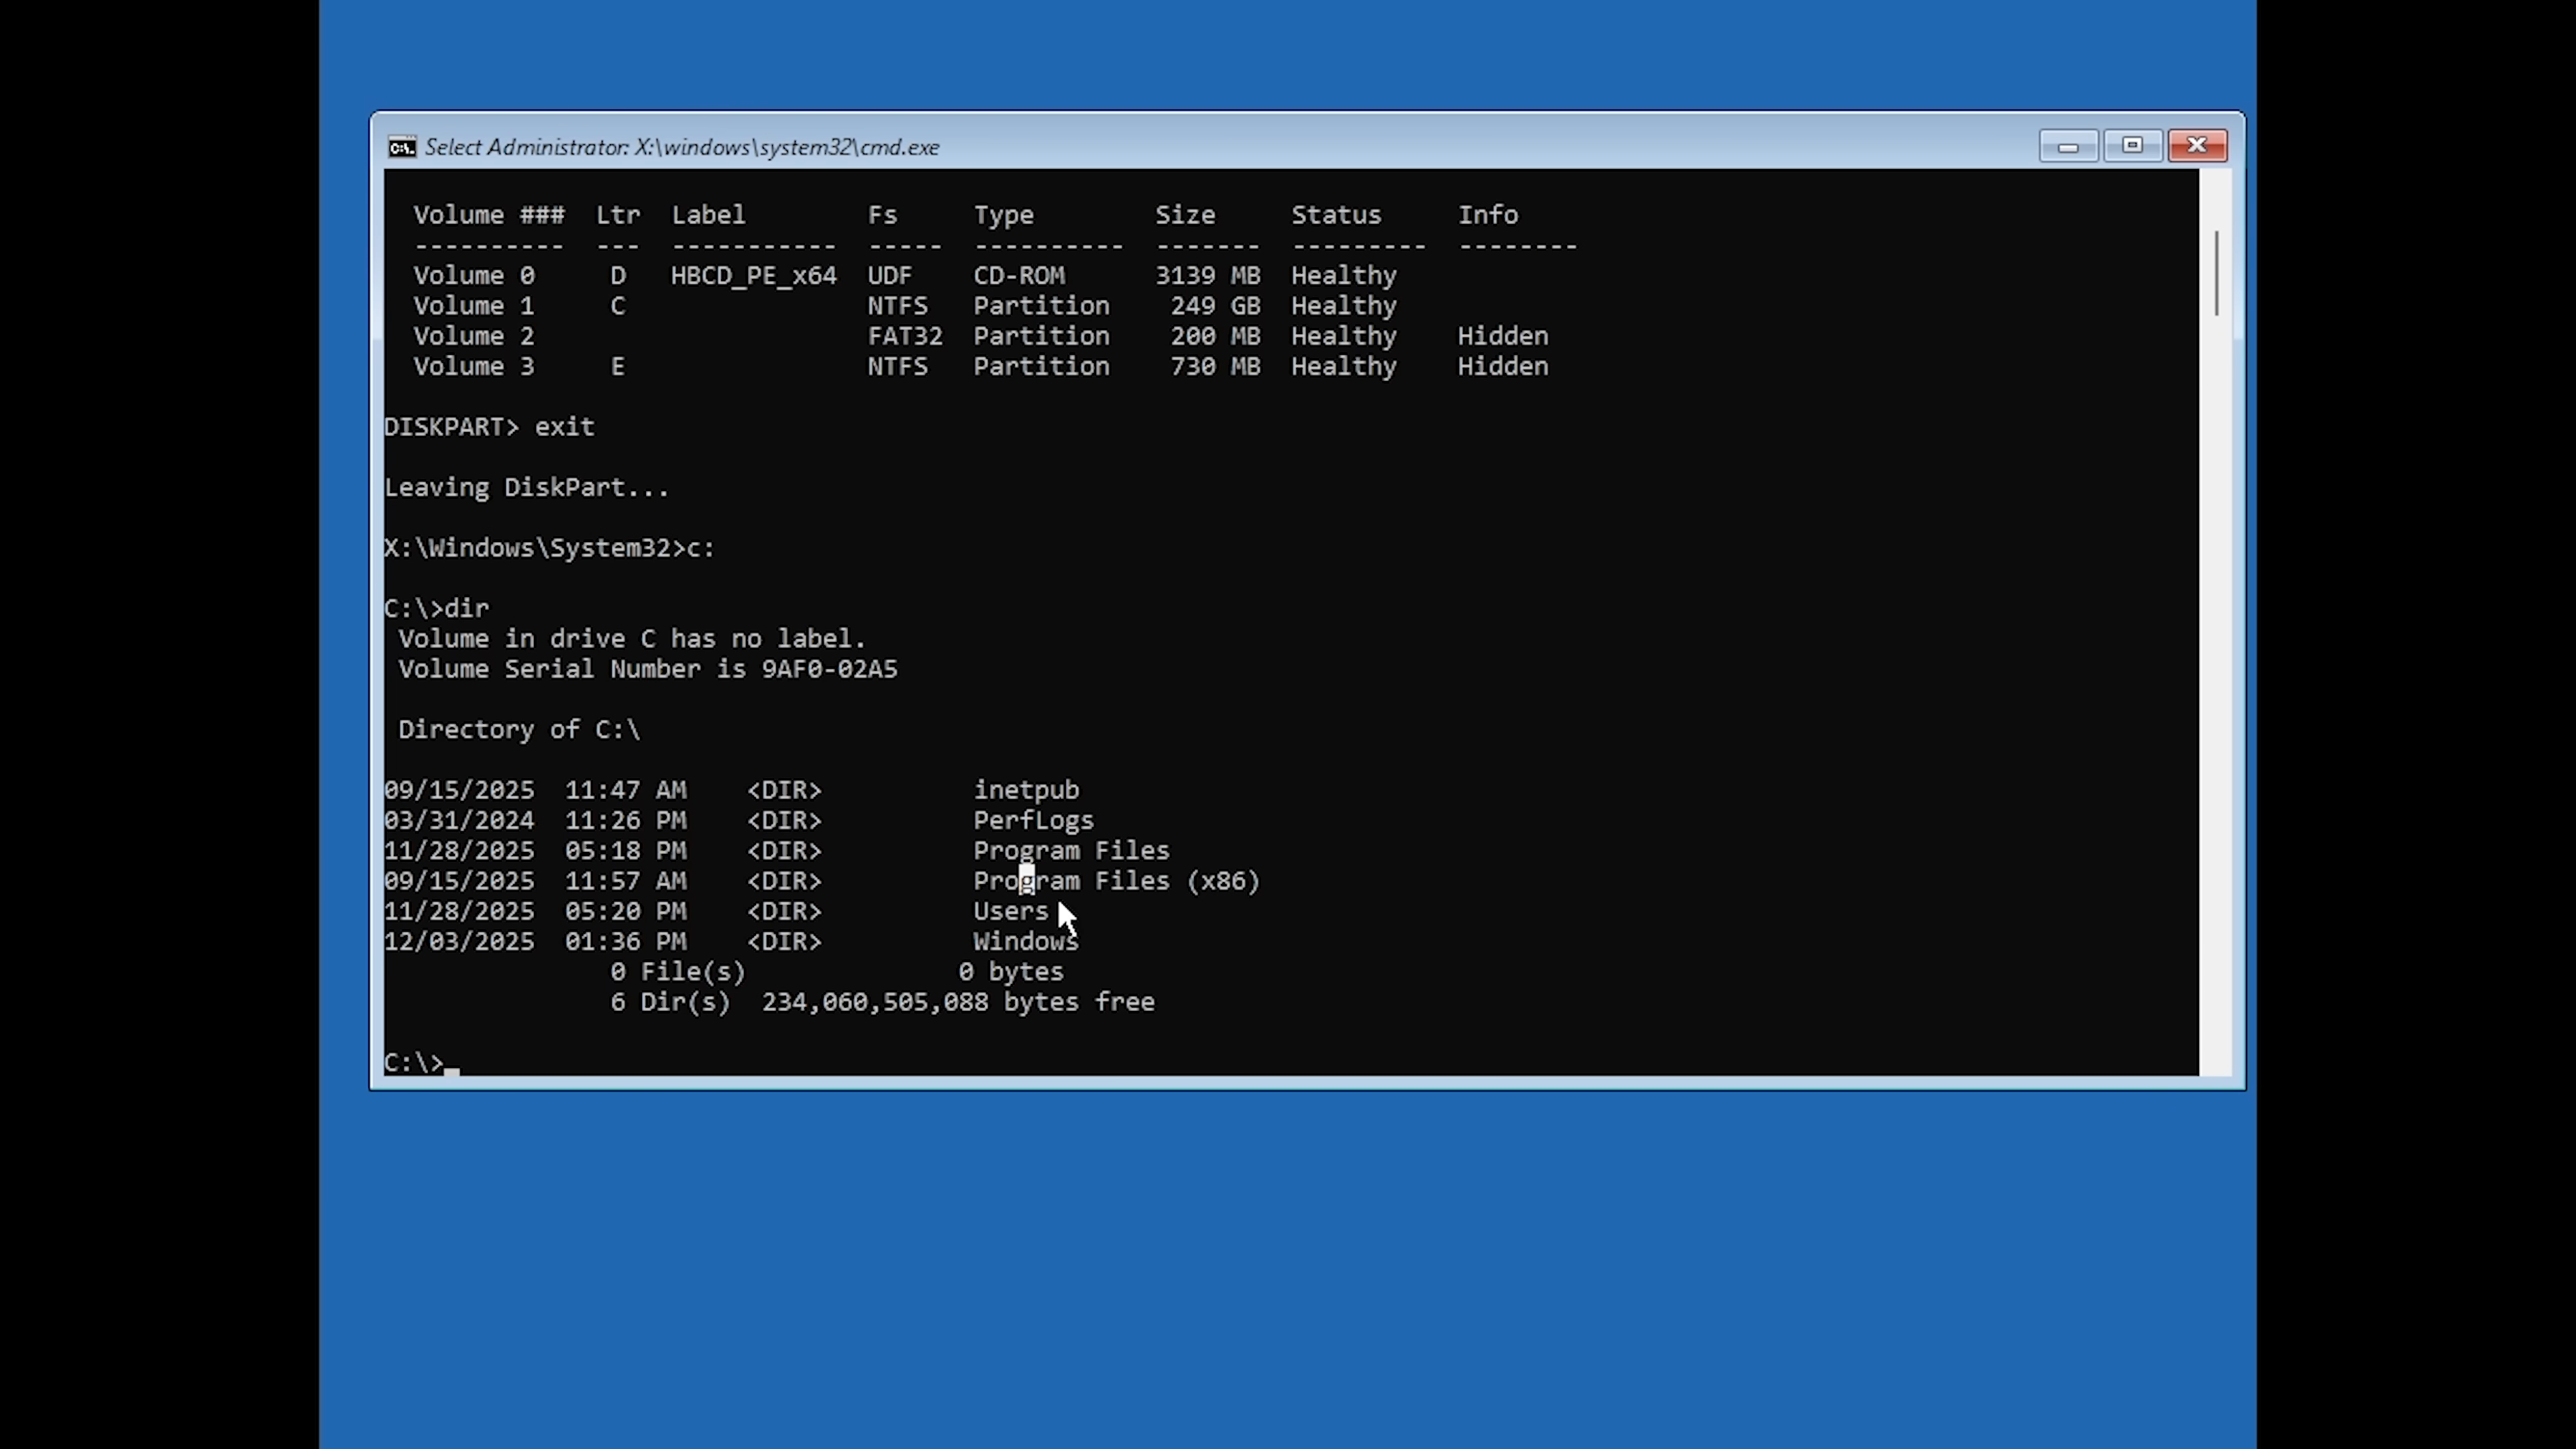 Select Administrator: X:\windows\system32\cmd.exe
Volume ###  Ltr  Label        Fs     Type        Size     Status     Info
----------  ---  -----------  -----  ----------  -------  ---------  --------
Volume 0     D   HBCD_PE_x64  UDF    CD-ROM      3139 MB  Healthy
Volume 1     C                NTFS   Partition    249 GB  Healthy
Volume 2                      FAT32  Partition    200 MB  Healthy    Hidden
Volume 3     E                NTFS   Partition    730 MB  Healthy    Hidden
DISKPART> exit
Leaving DiskPart...
X:\Windows\System32>c:
C:\>dir
Volume in drive C has no label.
Volume Serial Number is 9AF0-02A5
Directory of C:\
09/15/2025  11:47 AM    <DIR>          inetpub
03/31/2024  11:26 PM    <DIR>          PerfLogs
11/28/2025  05:18 PM    <DIR>          Program Files
09/15/2025  11:57 AM    <DIR>          Program Files (x86)
11/28/2025  05:20 PM    <DIR>          Users
12/03/2025  01:36 PM    <DIR>          Windows
0 File(s)              0 bytes
6 Dir(s)  234,060,505,088 bytes free
C:\>